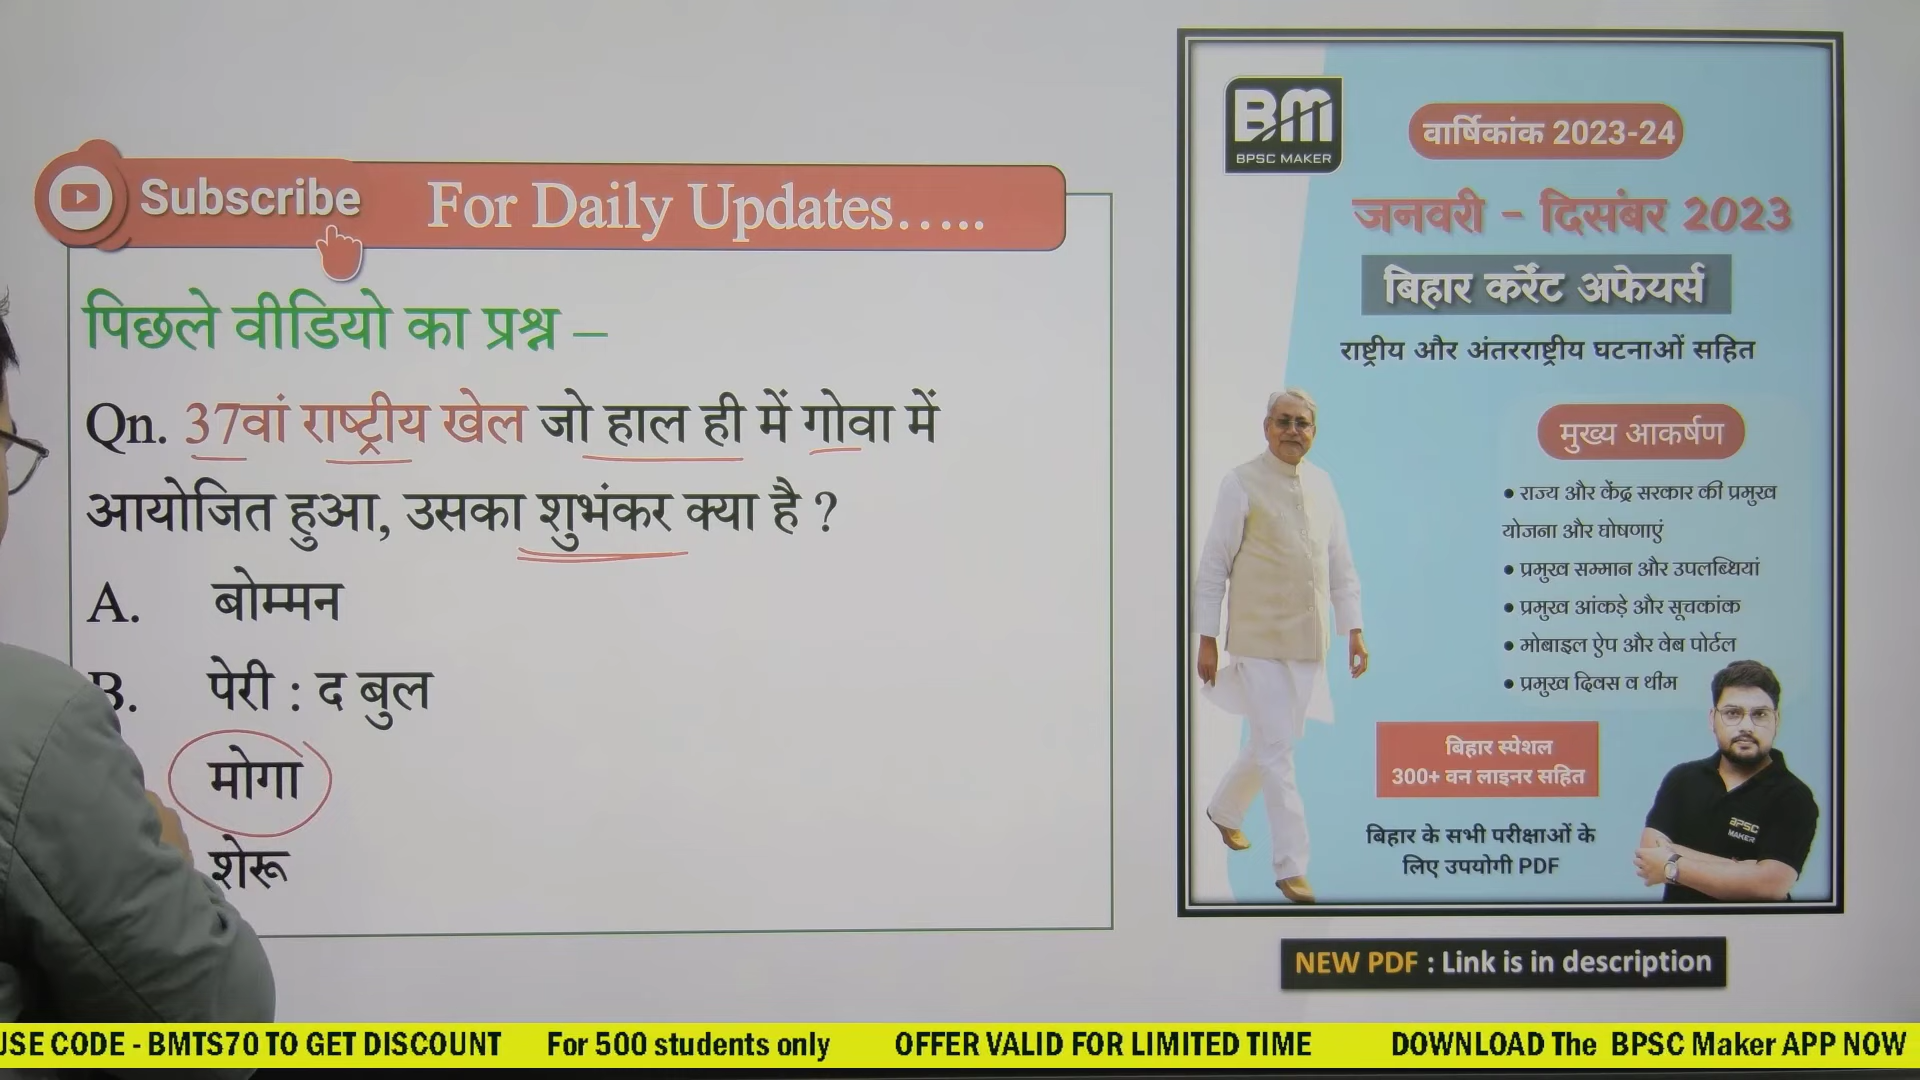 Subscribe For Daily Updates.....
पिछले वीडियो का प्रश्न –
Qn. 37वां राष्ट्रीय खेल जो हाल ही में गोवा में
आयोजित हुआ, उसका शुभंकर क्या है ?
A. बोम्मन
B. पेरी : द बुल
मोगा
शेरू
BM
BPSC MAKER
वार्षिकांक 2023-24
जनवरी - दिसंबर 2023
बिहार करेंट अफेयर्स
राष्ट्रीय और अंतरराष्ट्रीय घटनाओं सहित
मुख्य आकर्षण
• राज्य और केंद्र सरकार की प्रमुख
योजना और घोषणाएं
• प्रमुख सम्मान और उपलब्धियां
• प्रमुख आंकड़े और सूचकांक
• मोबाइल ऐप और वेब पोर्टल
• प्रमुख दिवस व थीम
बिहार स्पेशल
300+ वन लाइनर सहित
बिहार के सभी परीक्षाओं के
लिए उपयोगी PDF
BPSC
MAKER
NEW PDF : Link is in description
USE CODE - BMTS70 TO GET DISCOUNT For 500 students only OFFER VALID FOR LIMITED TIME DOWNLOAD The BPSC Maker APP NOW